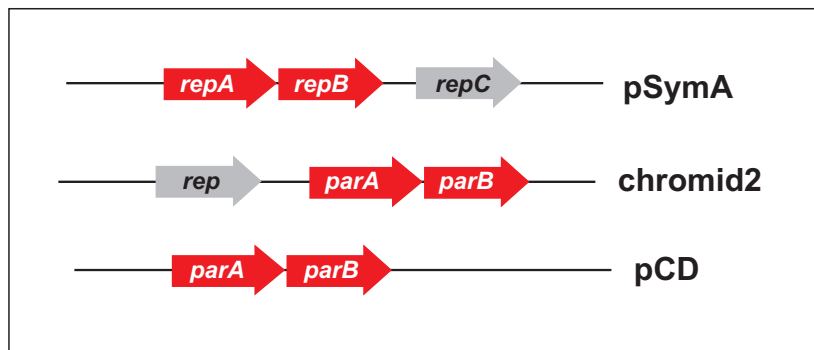 repA repB repC pSymA
rep parA parB chromid2
parA parB pCD